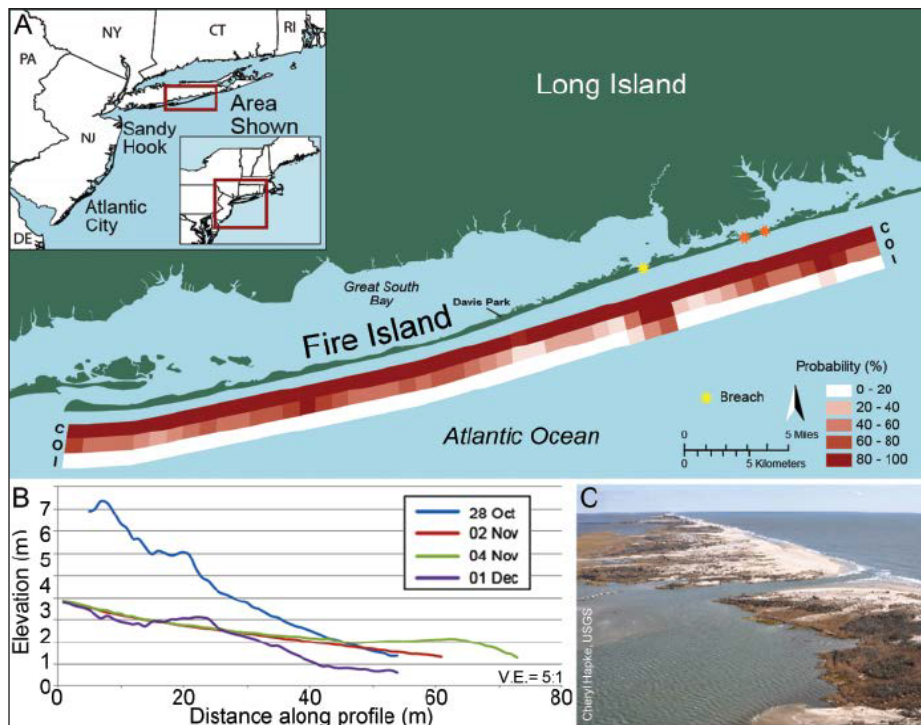 A
NY
CT
RI
PA
NJ
Sandy
Hook
Area
Shown
Atlantic
City
DE
Long Island
Great South
Bay
Davis Park
Fire Island
Atlantic Ocean
C
O
I
C
O
I
Breach
0
5 Miles
0
5 Kilometers
Probability (%)
0 - 20
20 - 40
40 - 60
60 - 80
80 - 100
B
Elevation (m)
7
6
5
4
3
2
1
0
28 Oct
02 Nov
04 Nov
01 Dec
V.E.= 5:1
0
20
40
60
80
Distance along profile (m)
C
Cheryl Hapke, USGS